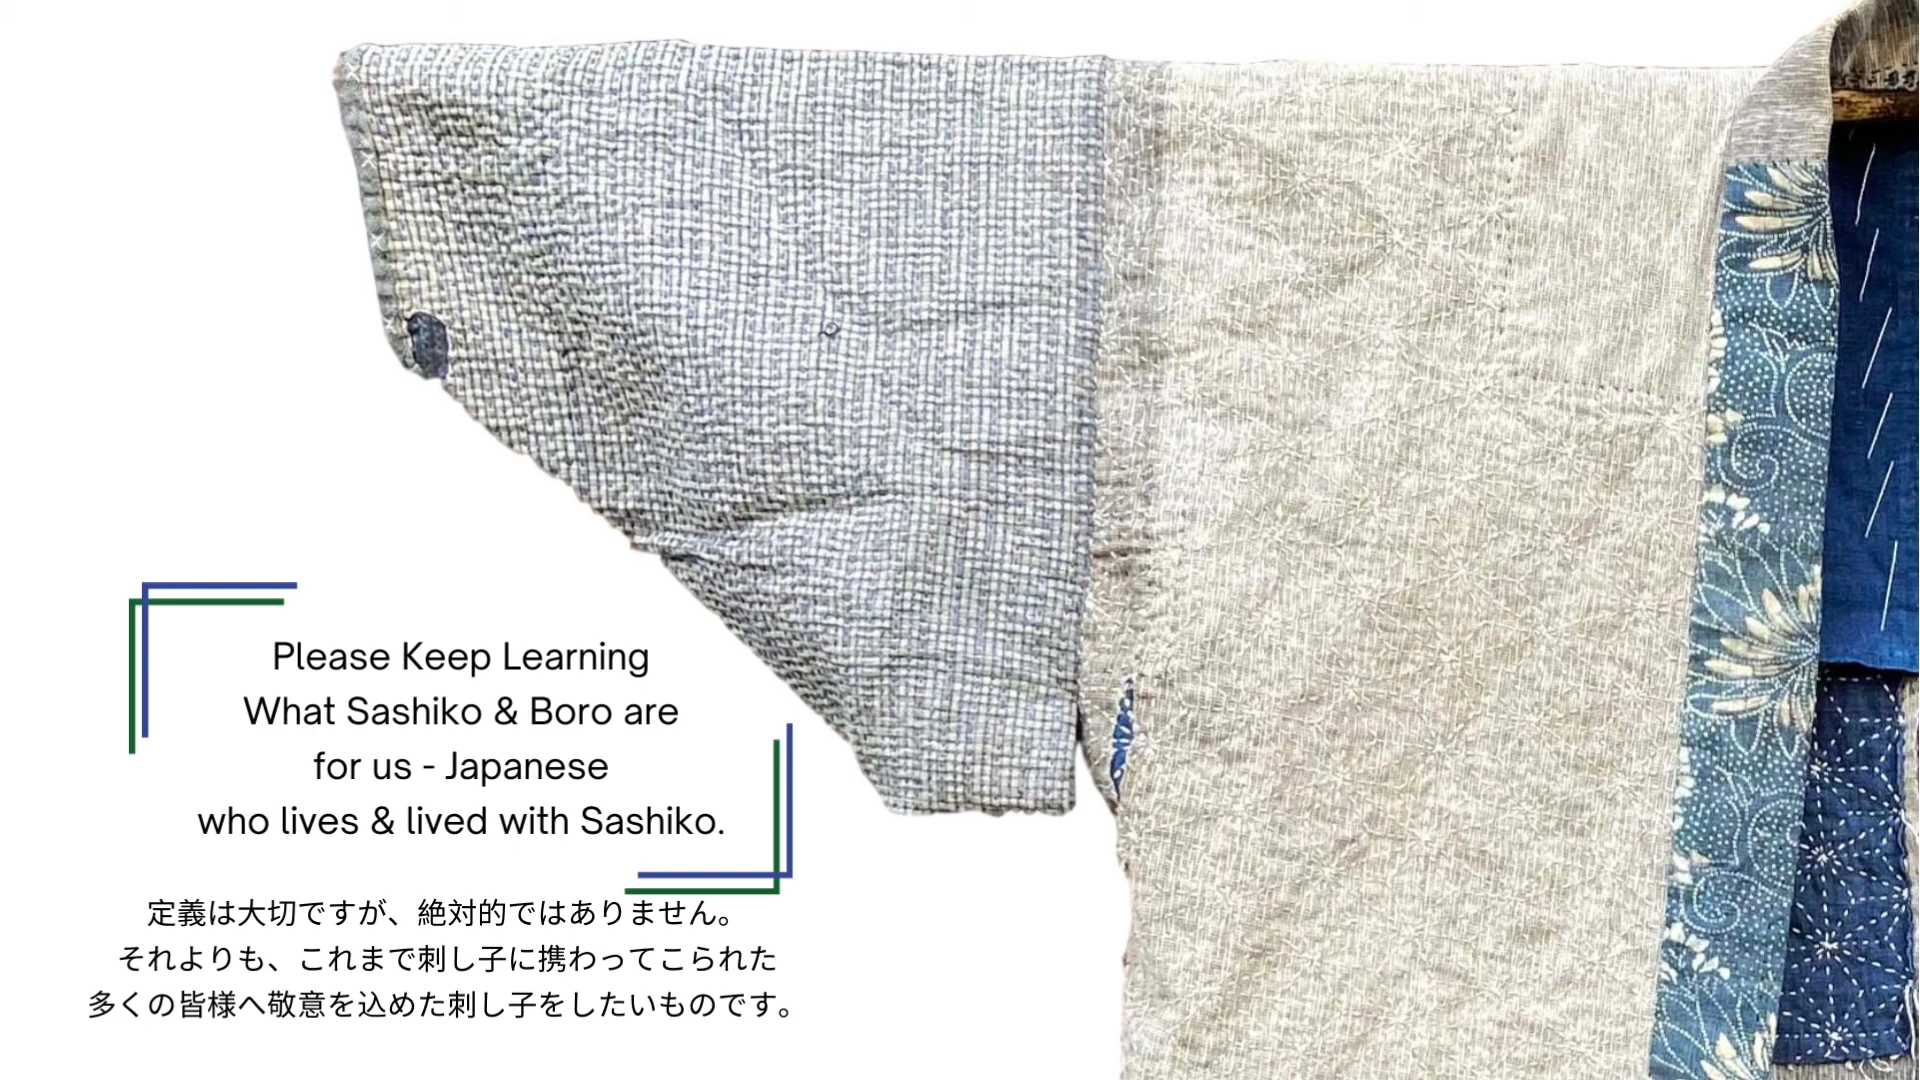 Please Keep Learning
What Sashiko & Boro are
for us - Japanese
who lives & lived with Sashiko.
定義は大切ですが、絶対的ではありません。
それよりも、これまで刺し子に携わってこられた
多くの皆様へ敬意を込めた刺し子をしたいものです。